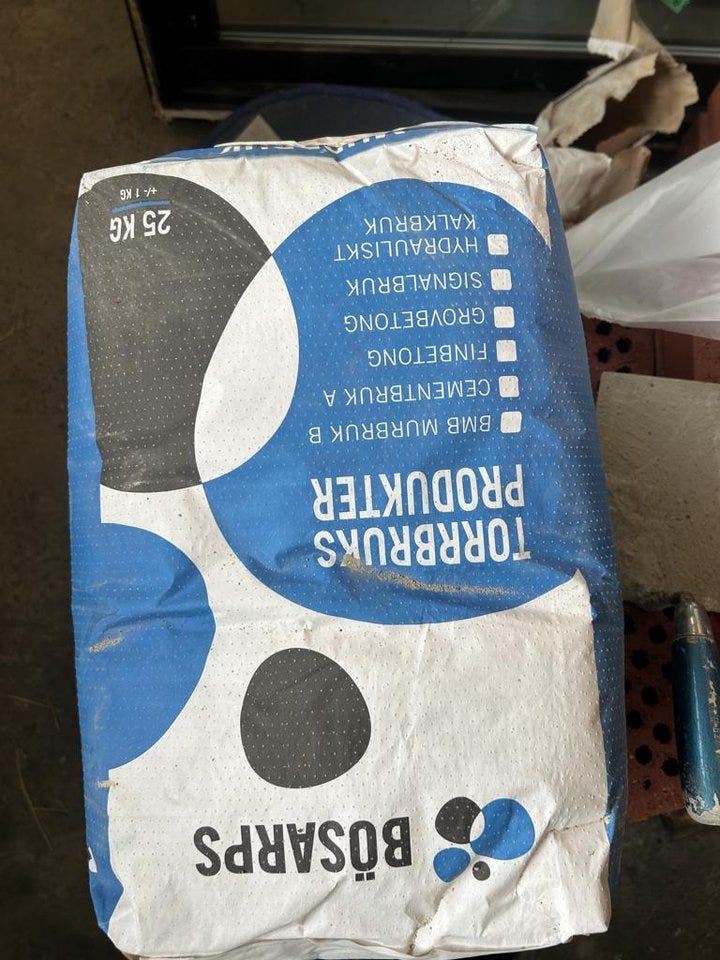 BÖSARPS
TORRBRUKS
PRODUKTER
BMB MURBRUK B
CEMENTBRUK A
FINBETONG
GROVBETONG
SIGNALBRUK
HYDRAULISKT
KALKBRUK
25 KG
+/- 1 KG